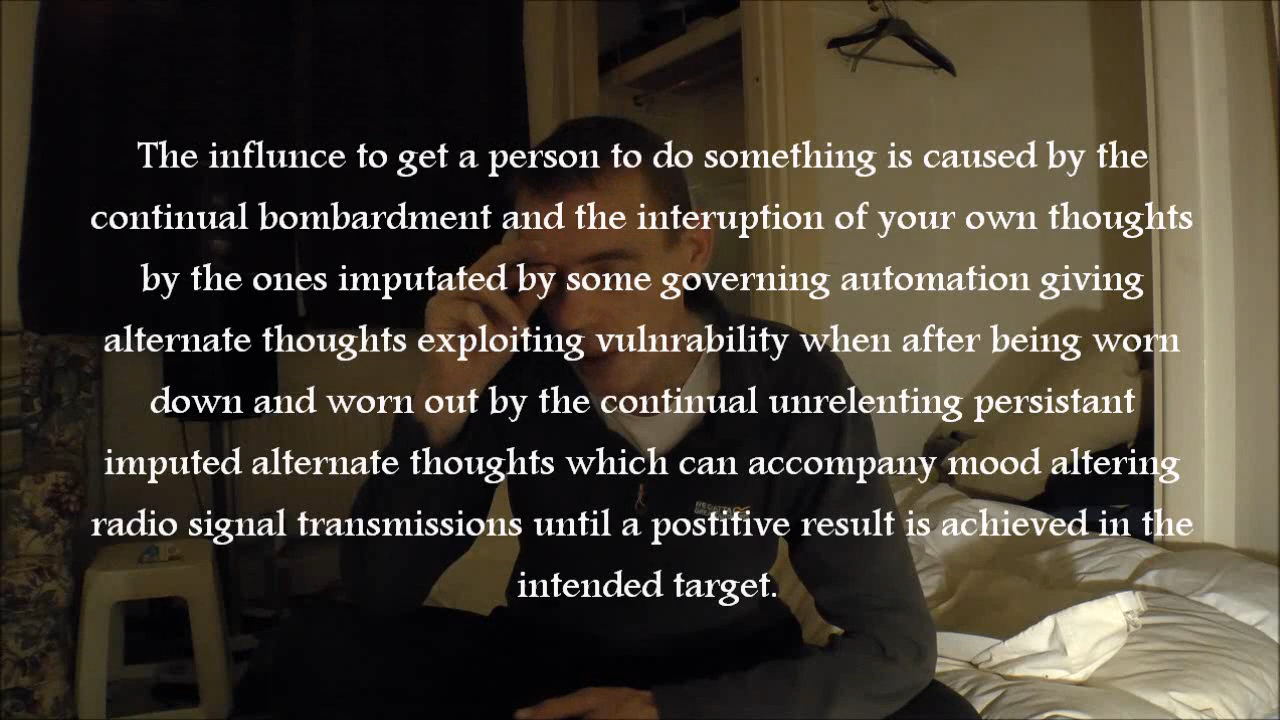 The influnce to get a person to do something is caused by the
continual bombardment and the interuption of your own thoughts
by the ones imputated by some governing automation giving
alternate thoughts exploiting vulnrability when after being worn
down and worn out by the continual unrelenting persistant
imputed alternate thoughts which can accompany mood altering
radio signal transmissions until a postitive result is achieved in the
intended target.